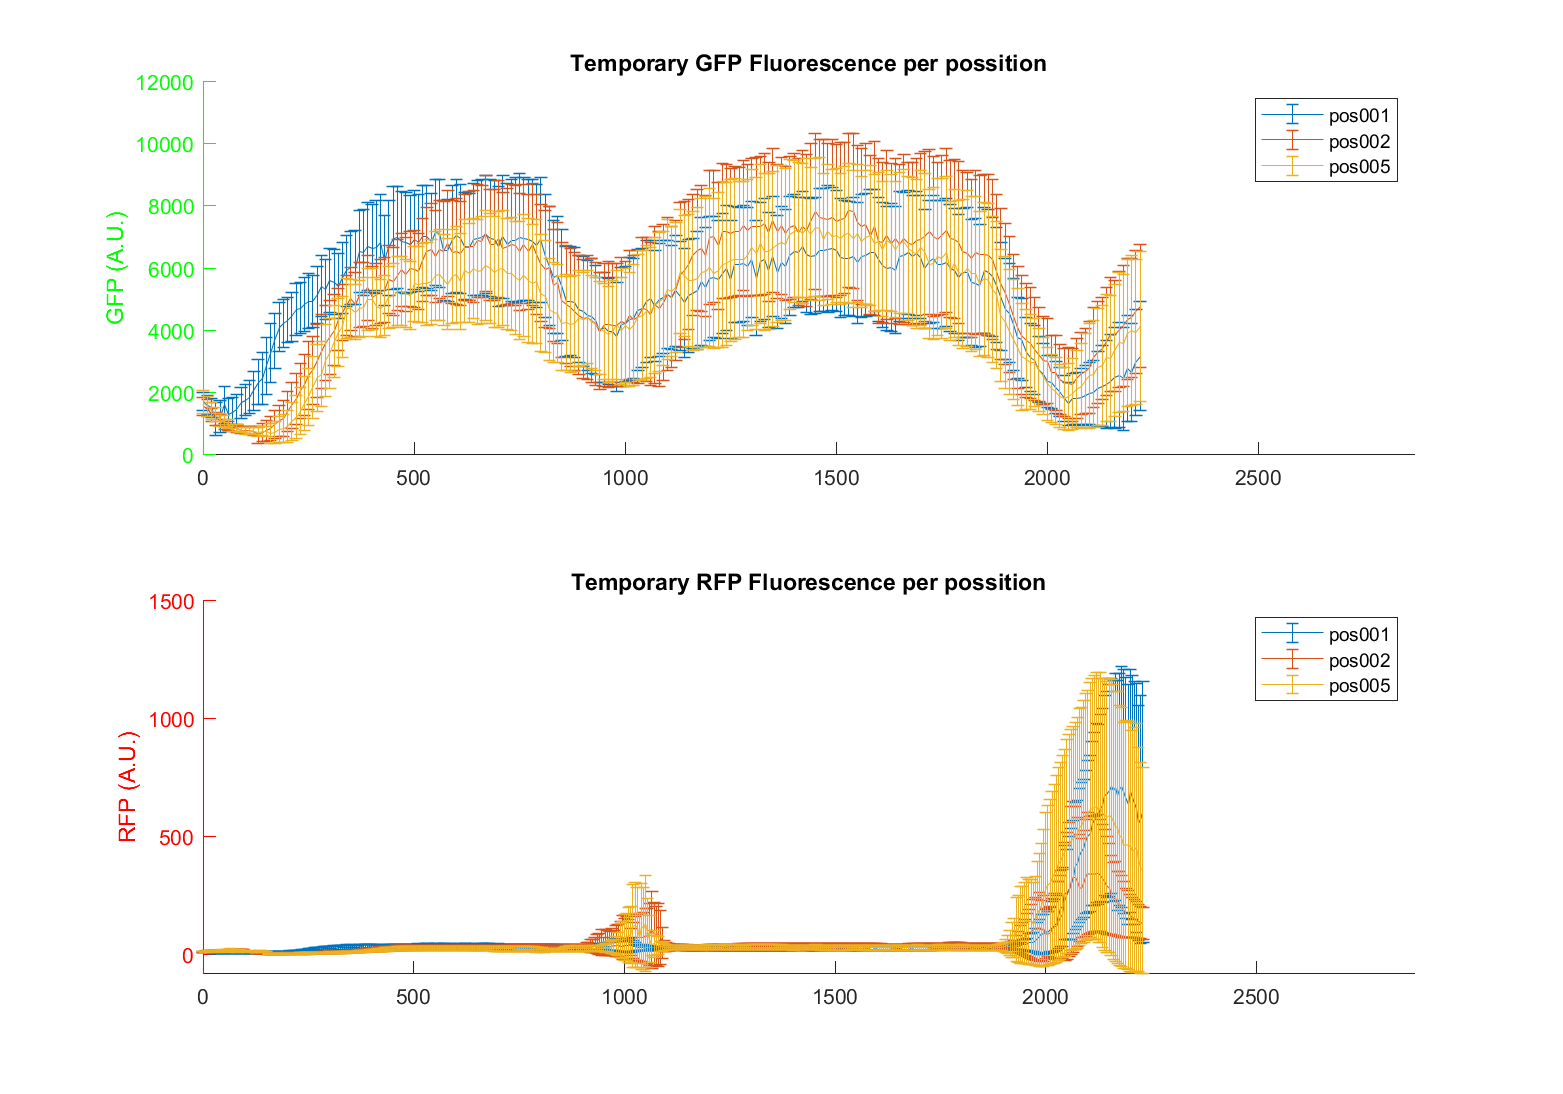 Temporary GFP Fluorescence per possition
GFP (A.U.)
12000
10000
8000
6000
4000
2000
0
0 500 1000 1500 2000 2500
pos001
pos002
pos005
Temporary RFP Fluorescence per possition
RFP (A.U.)
1500
1000
500
0
0 500 1000 1500 2000 2500
pos001
pos002
pos005